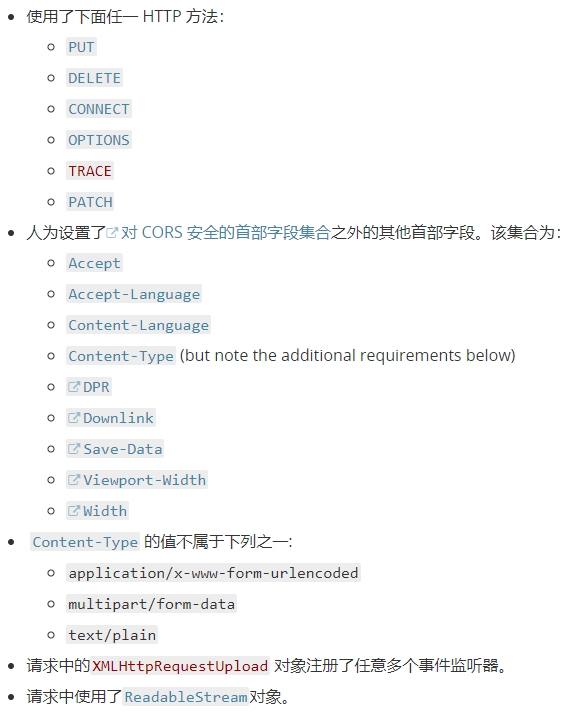 使用了下面任一 HTTP 方法：
PUT
DELETE
CONNECT
OPTIONS
TRACE
PATCH
人为设置了对 CORS 安全的首部字段集合之外的其他首部字段。该集合为：
Accept
Accept-Language
Content-Language
Content-Type (but note the additional requirements below)
DPR
Downlink
Save-Data
Viewport-Width
Width
Content-Type 的值不属于下列之一:
application/x-www-form-urlencoded
multipart/form-data
text/plain
请求中的XMLHttpRequestUpload 对象注册了任意多个事件监听器。
请求中使用了ReadableStream对象。